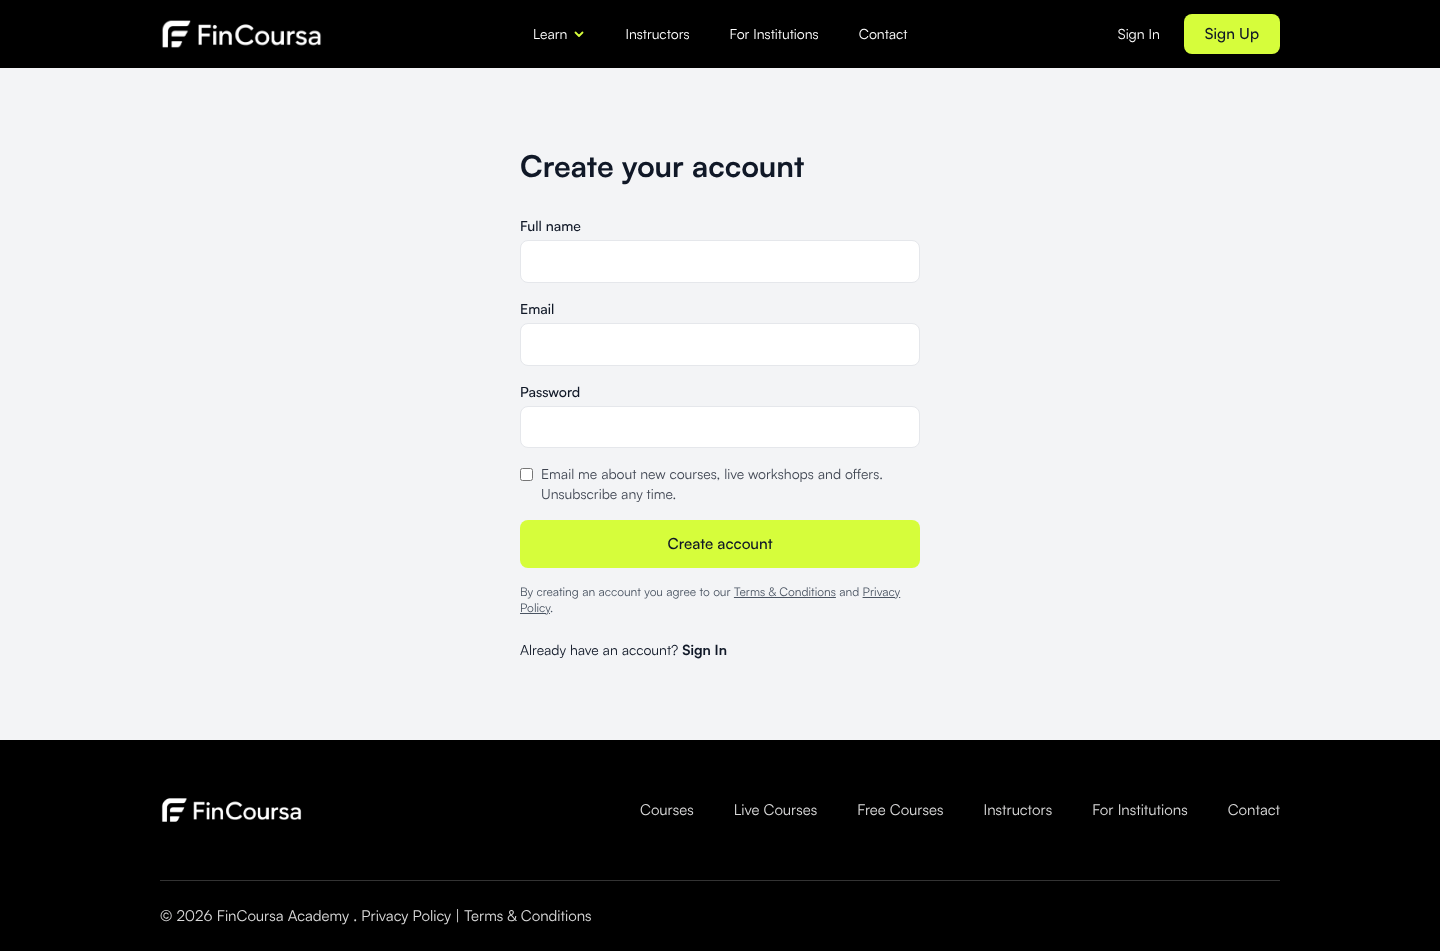 FinCoursa
Learn
Instructors
For Institutions
Contact
Sign In
Sign Up
Create your account
Full name
Email
Password
Email me about new courses, live workshops and offers.
Unsubscribe any time.
Create account
By creating an account you agree to our Terms & Conditions and Privacy
Policy.
Already have an account? Sign In
FinCoursa
Courses
Live Courses
Free Courses
Instructors
For Institutions
Contact
© 2026 FinCoursa Academy . Privacy Policy | Terms & Conditions